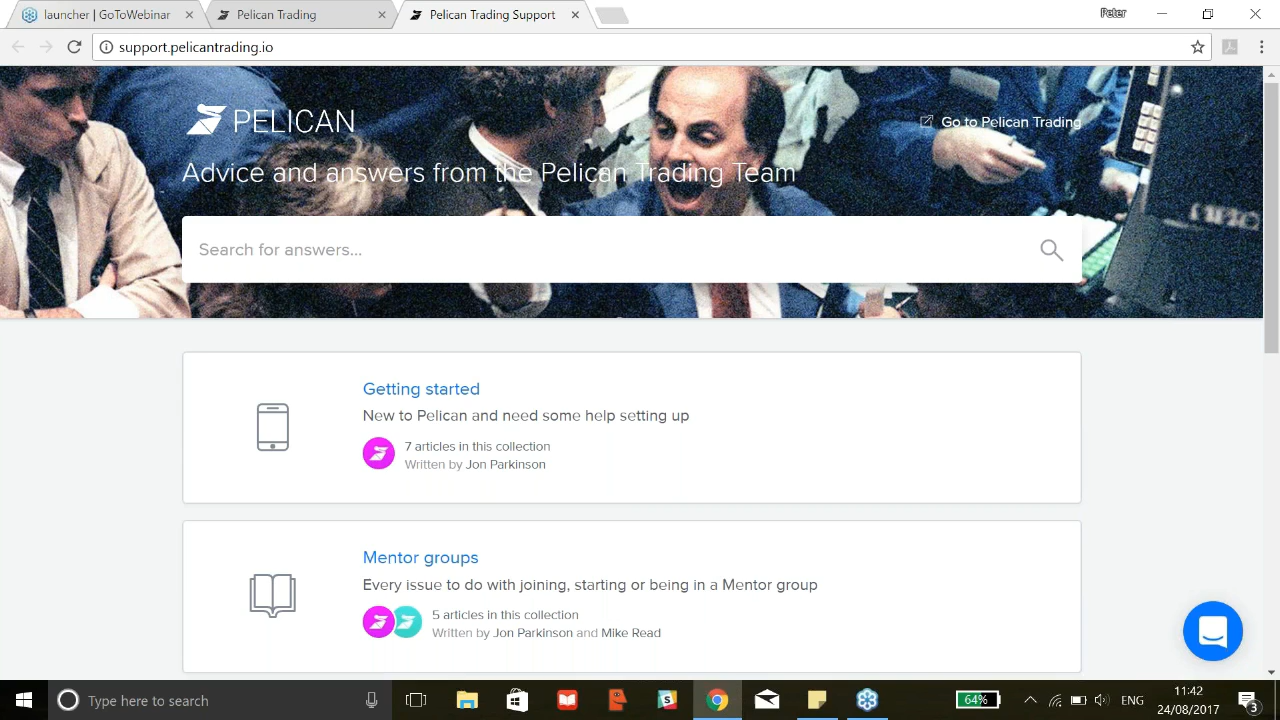 launcher | GoToWebinar
Pelican Trading
Pelican Trading Support
Peter
support.pelicantrading.io
PELICAN
Go to Pelican Trading
Advice and answers from the Pelican Trading Team
Search for answers...
Getting started
New to Pelican and need some help setting up
7 articles in this collection
Written by Jon Parkinson
Mentor groups
Every issue to do with joining, starting or being in a Mentor group
5 articles in this collection
Written by Jon Parkinson and Mike Read
Type here to search
64%
ENG
11:42
24/08/2017
3